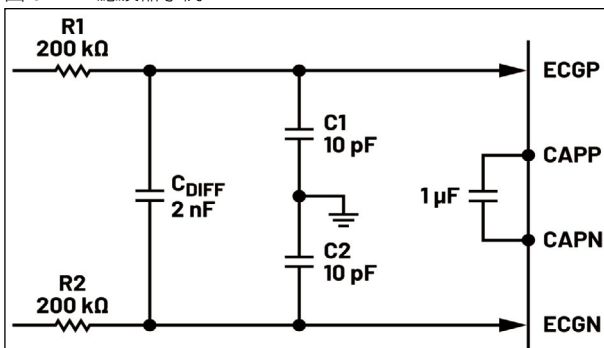 R1
200 kΩ
ECGP
C1
10 pF
CAPP
CDIFF
2 nF
1 µF
CAPN
C2
10 pF
R2
200 kΩ
ECGN